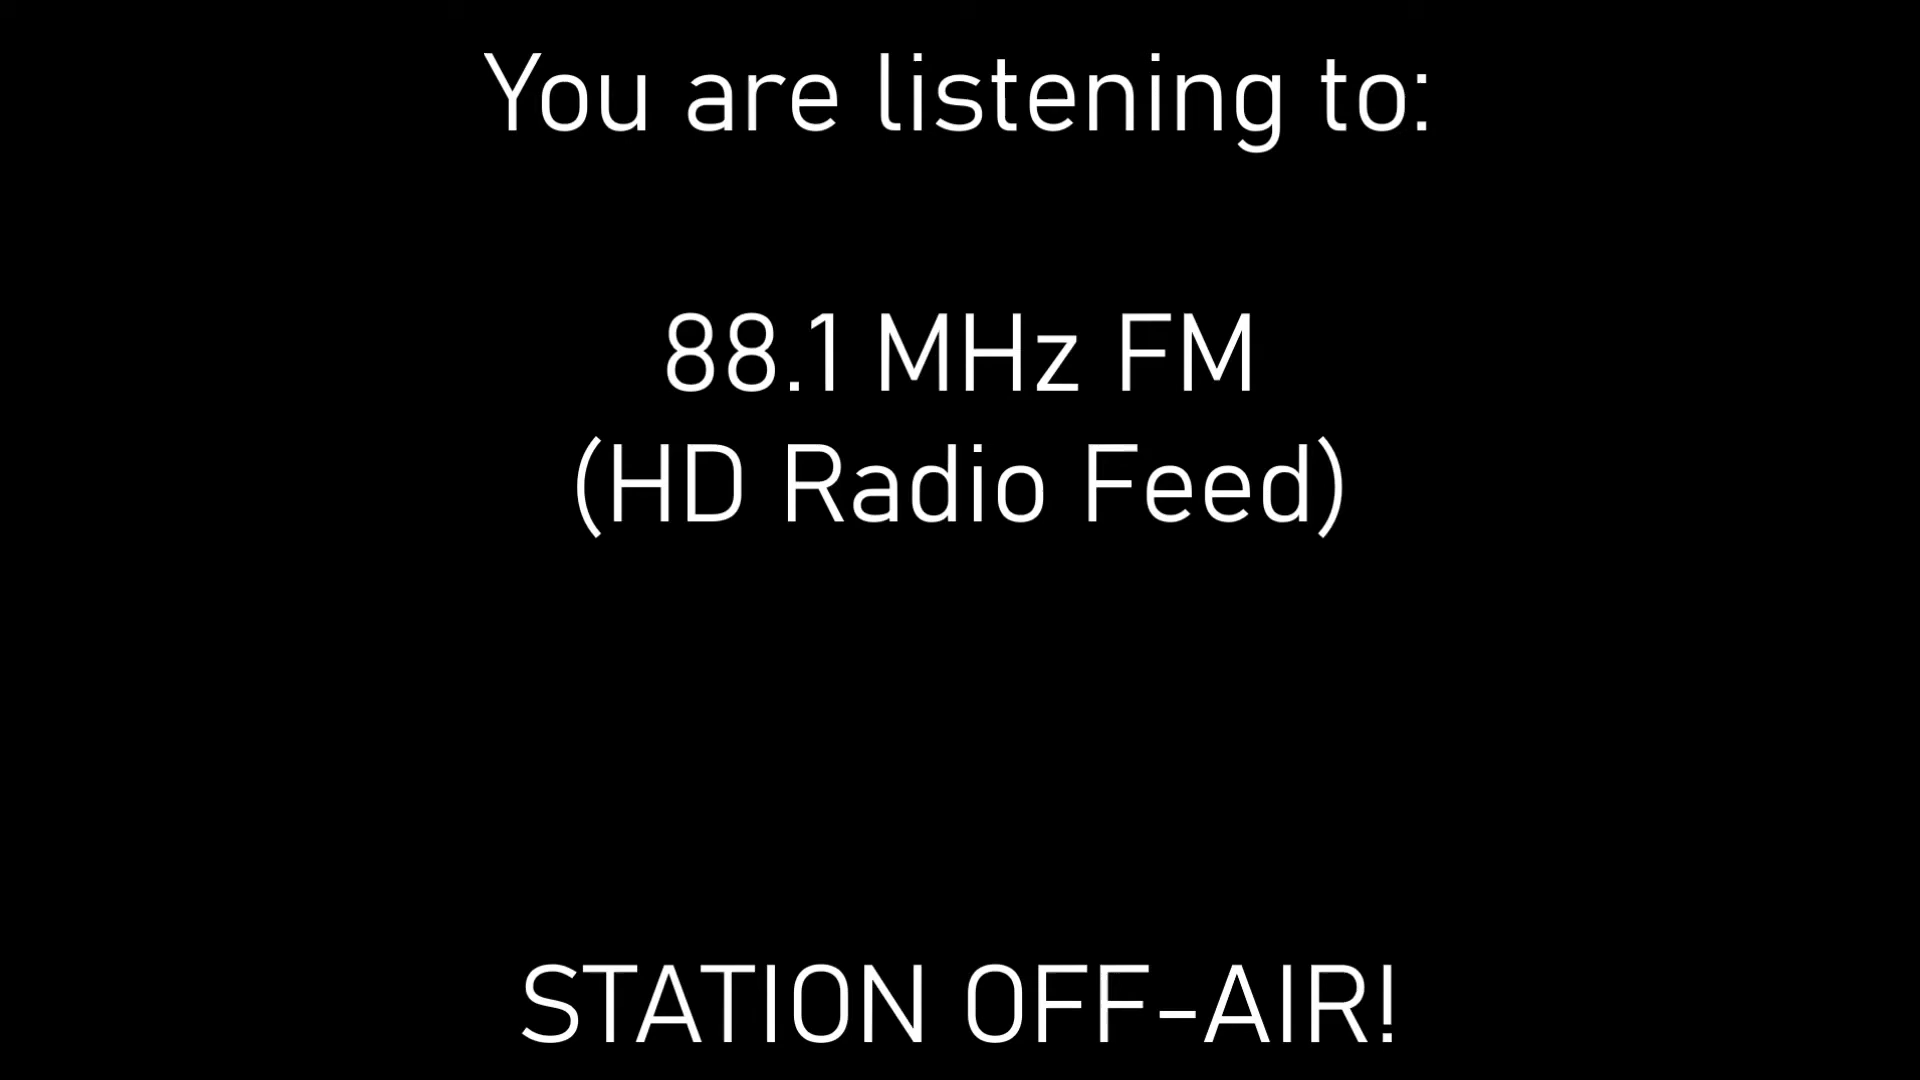 You are listening to:
88.1 MHz FM
(HD Radio Feed)
STATION OFF-AIR!